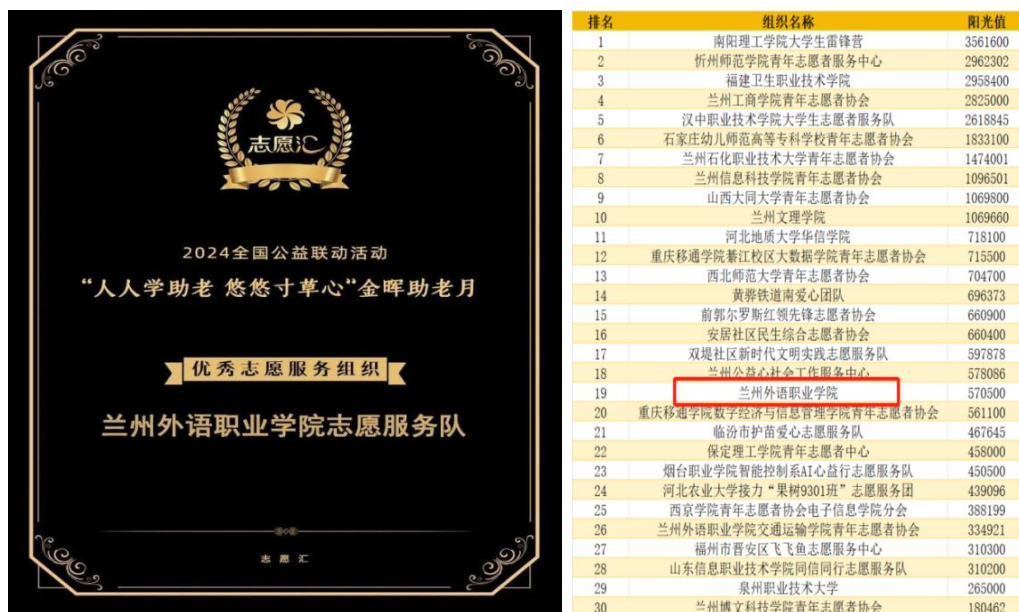 志愿汇
2024全国公益联动活动
“人人学助老 悠悠寸草心”金晖助老月
优秀志愿服务组织
兰州外语职业学院志愿服务队
志愿汇
排名 组织名称 阳光值
1 南阳理工学院大学生雷锋营 3561600
2 忻州师范学院青年志愿者服务中心 2962302
3 福建卫生职业技术学院 2958400
4 兰州工商学院青年志愿者协会 2825000
5 汉中职业技术学院大学生志愿者服务队 2618845
6 石家庄幼儿师范高等专科学校青年志愿者协会 1833100
7 兰州石化职业技术大学青年志愿者协会 1474001
8 兰州信息科技学院青年志愿者协会 1096501
9 山西大同大学青年志愿者协会 1069800
10 兰州文理学院 1069660
11 河北地质大学华信学院 718100
12 重庆移通学院綦江校区大数据学院青年志愿者协会 715500
13 西北师范大学青年志愿者协会 704700
14 黄骅铁道南爱心团队 696373
15 前郭尔罗斯红领先锋志愿者协会 660900
16 安居社区民生综合志愿者协会 660400
17 双堤社区新时代文明实践志愿服务队 597878
18 兰州公益心社会工作服务中心 578086
19 兰州外语职业学院 570500
20 重庆移通学院数字经济与信息管理学院青年志愿者协会 561100
21 临汾市护苗爱心志愿服务队 467645
22 保定理工学院青年志愿者中心 458000
23 烟台职业学院智能控制系AI心益行志愿服务队 450500
24 河北农业大学接力“果树9301班”志愿服务团 439096
25 西京学院青年志愿者协会电子信息学院分会 388199
26 兰州外语职业学院交通运输学院青年志愿者协会 334921
27 福州市晋安区飞飞鱼志愿服务中心 310300
28 山东信息职业技术学院同信同行志愿服务队 310200
29 泉州职业技术大学 265000
30 兰州博文科技学院青年志愿者协会 180462